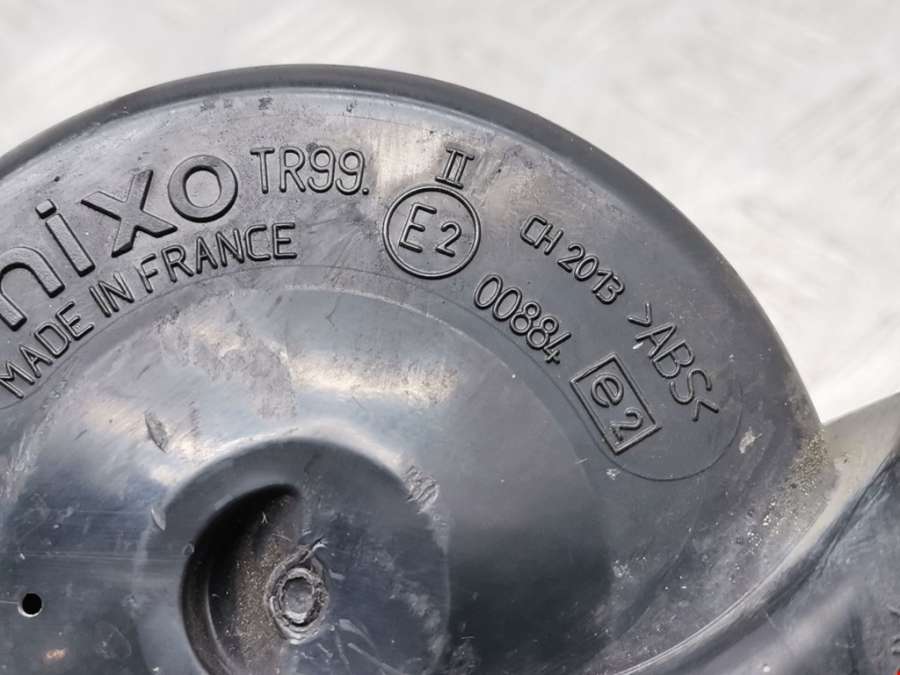 nixo TR99.
MADE IN FRANCE
II
E2
00884
CH 2013
>ABS<
e2